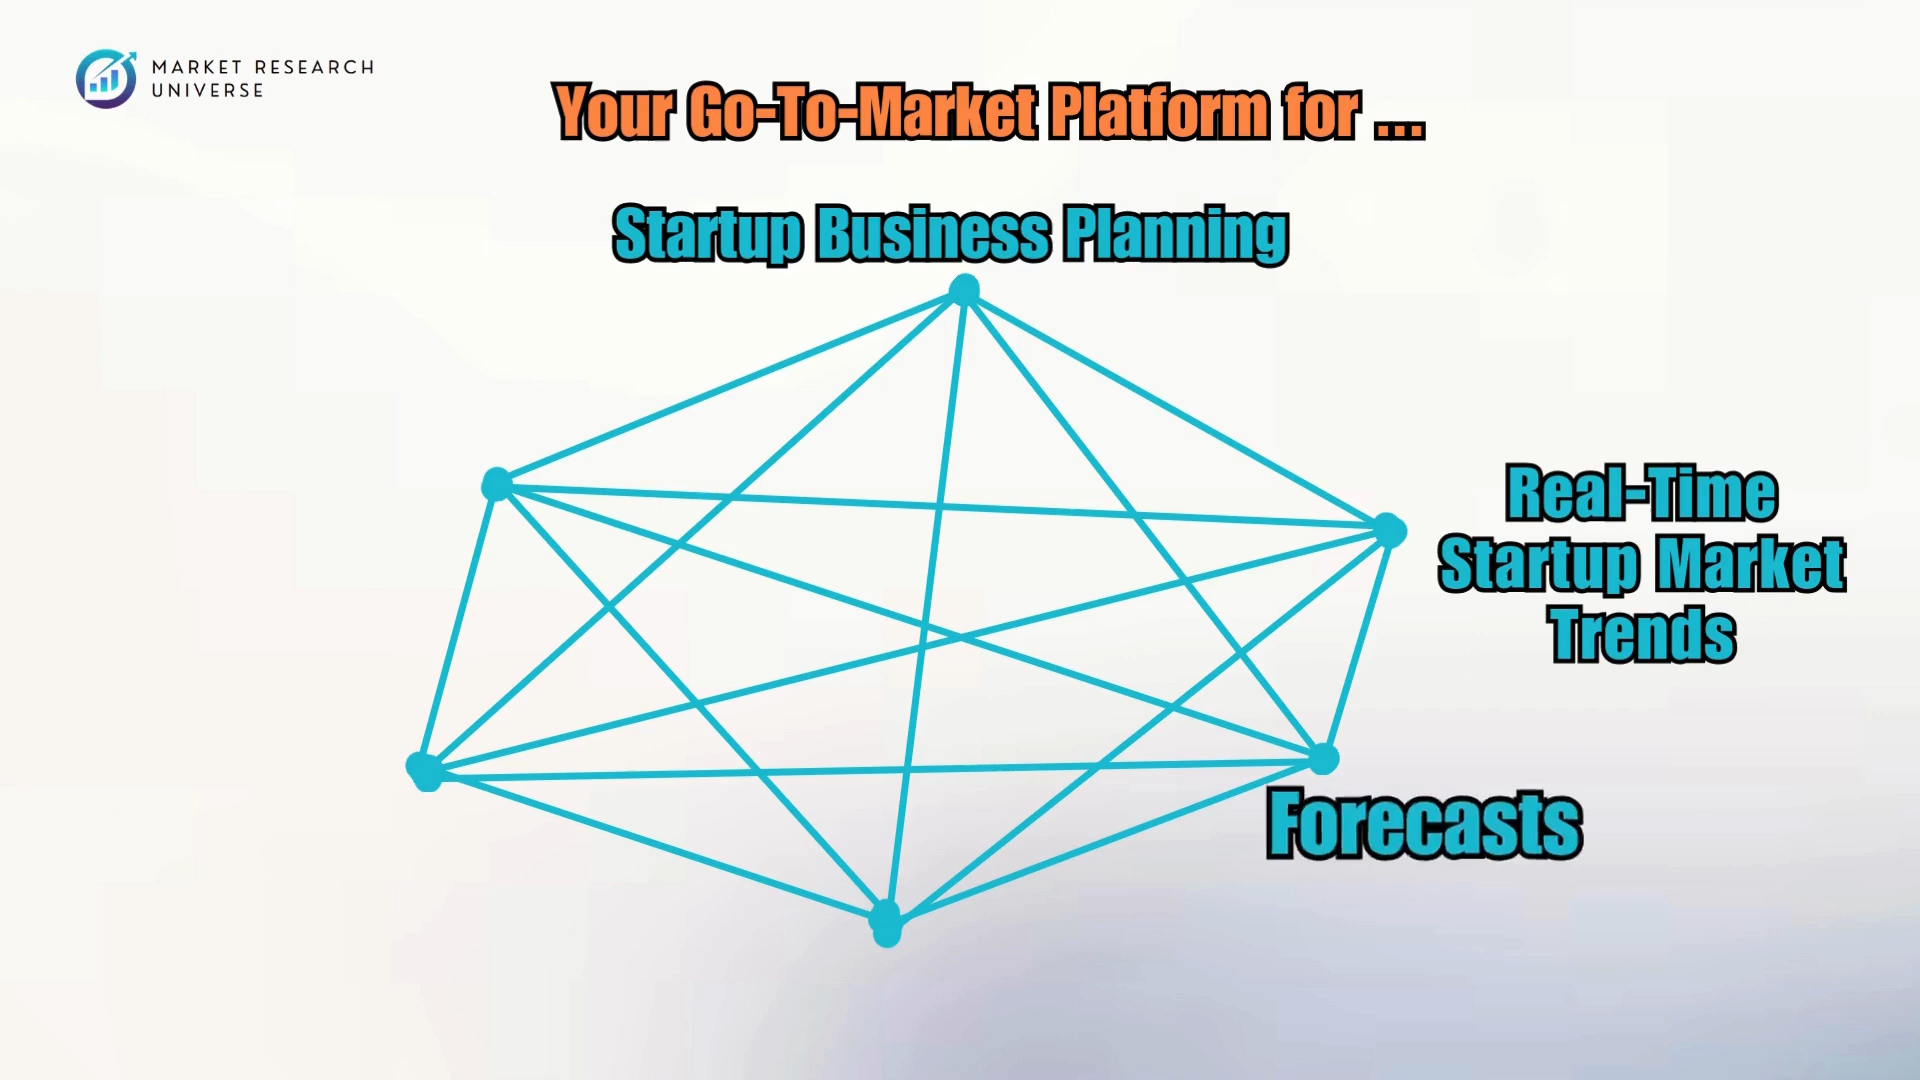 MARKET RESEARCH
UNIVERSE
Your Go-To-Market Platform for ...
Startup Business Planning
Real-Time
Startup Market
Trends
Forecasts